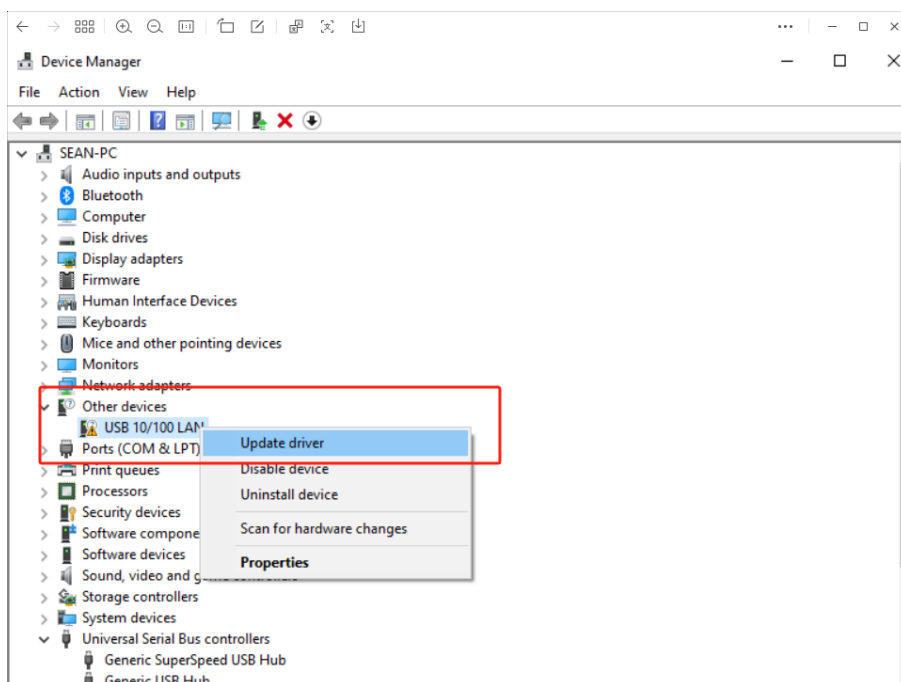 Device Manager
File Action View Help
SEAN-PC
Audio inputs and outputs
Bluetooth
Computer
Disk drives
Display adapters
Firmware
Human Interface Devices
Keyboards
Mice and other pointing devices
Monitors
Network adapters
Other devices
USB 10/100 LAN
Update driver
Ports (COM & LPT)
Disable device
Print queues
Processors
Uninstall device
Security devices
Software compone
Scan for hardware changes
Software devices
Properties
Sound, video and game controllers
Storage controllers
System devices
Universal Serial Bus controllers
Generic SuperSpeed USB Hub
Generic USB Hub